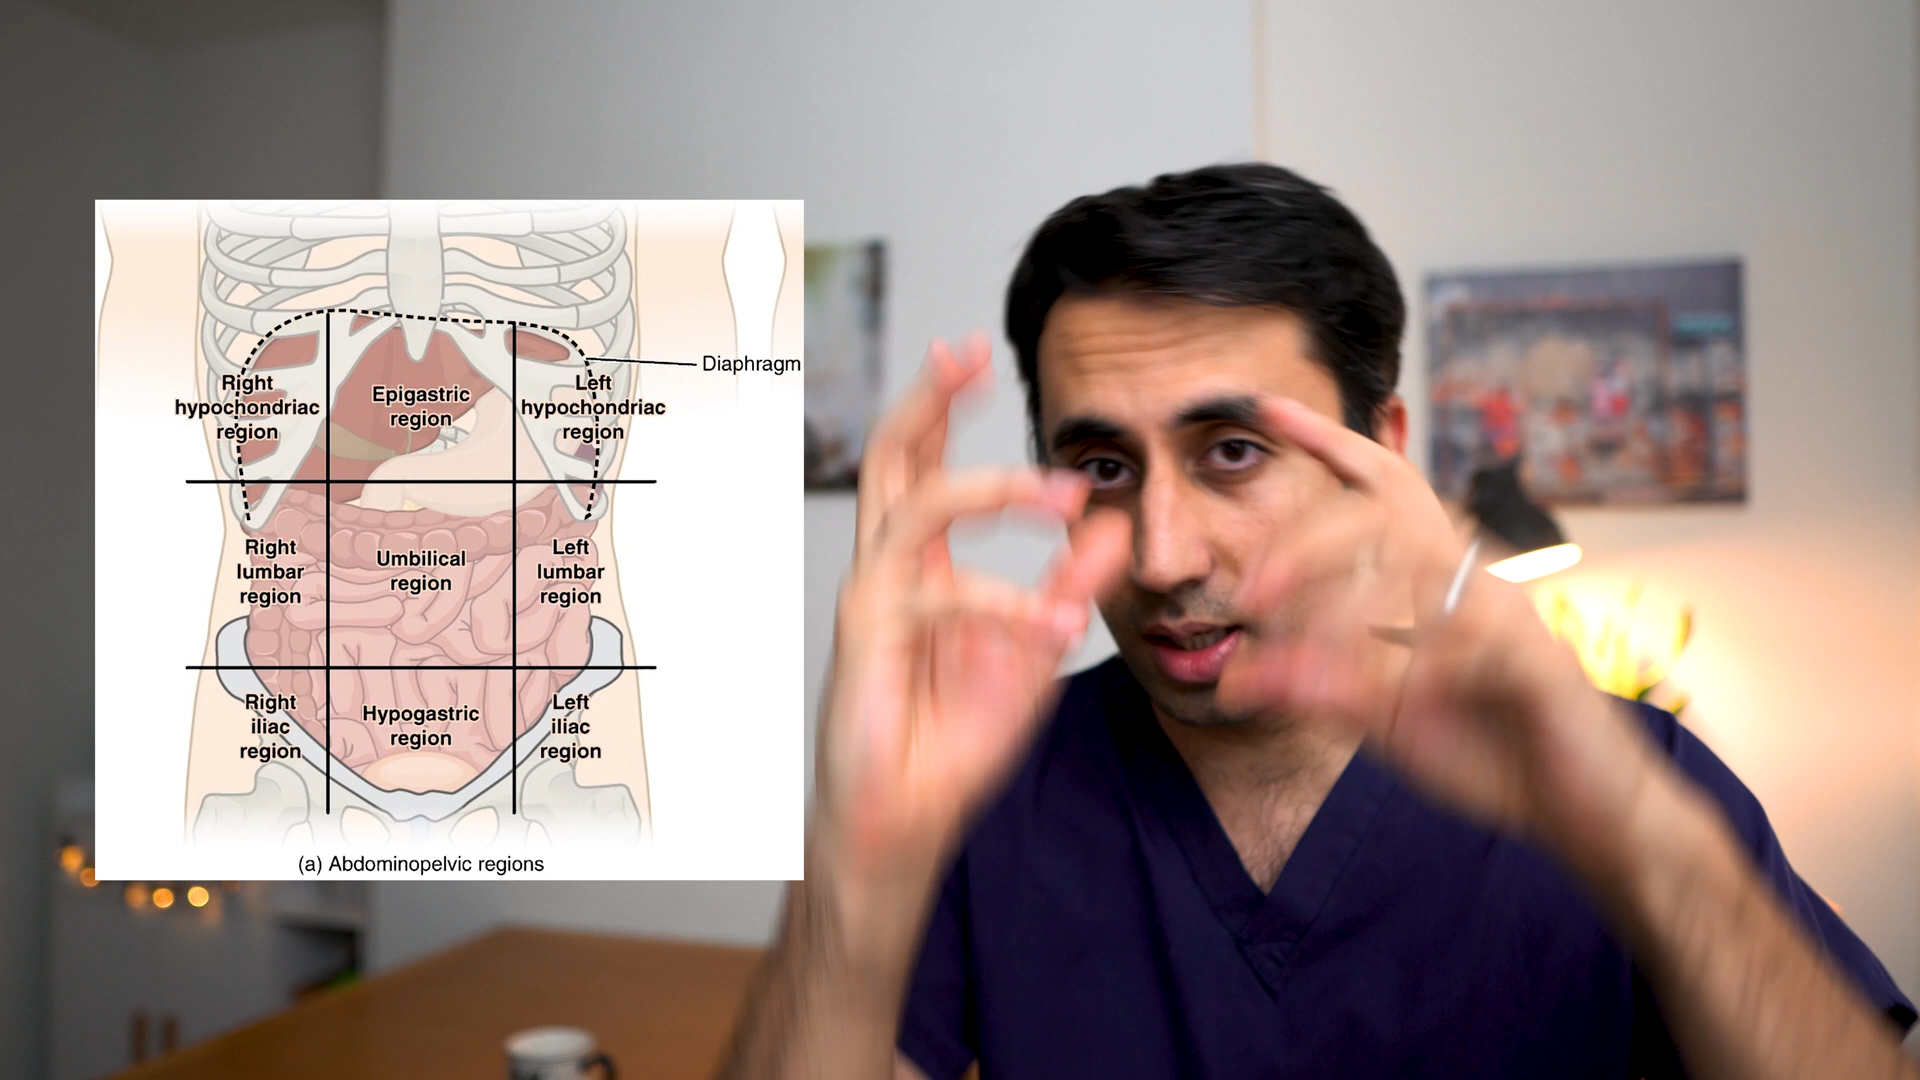 Diaphragm
Right
hypochondriac
region
Epigastric
region
Left
hypochondriac
region
Right
lumbar
region
Umbilical
region
Left
lumbar
region
Right
iliac
region
Hypogastric
region
Left
iliac
region
(a) Abdominopelvic regions